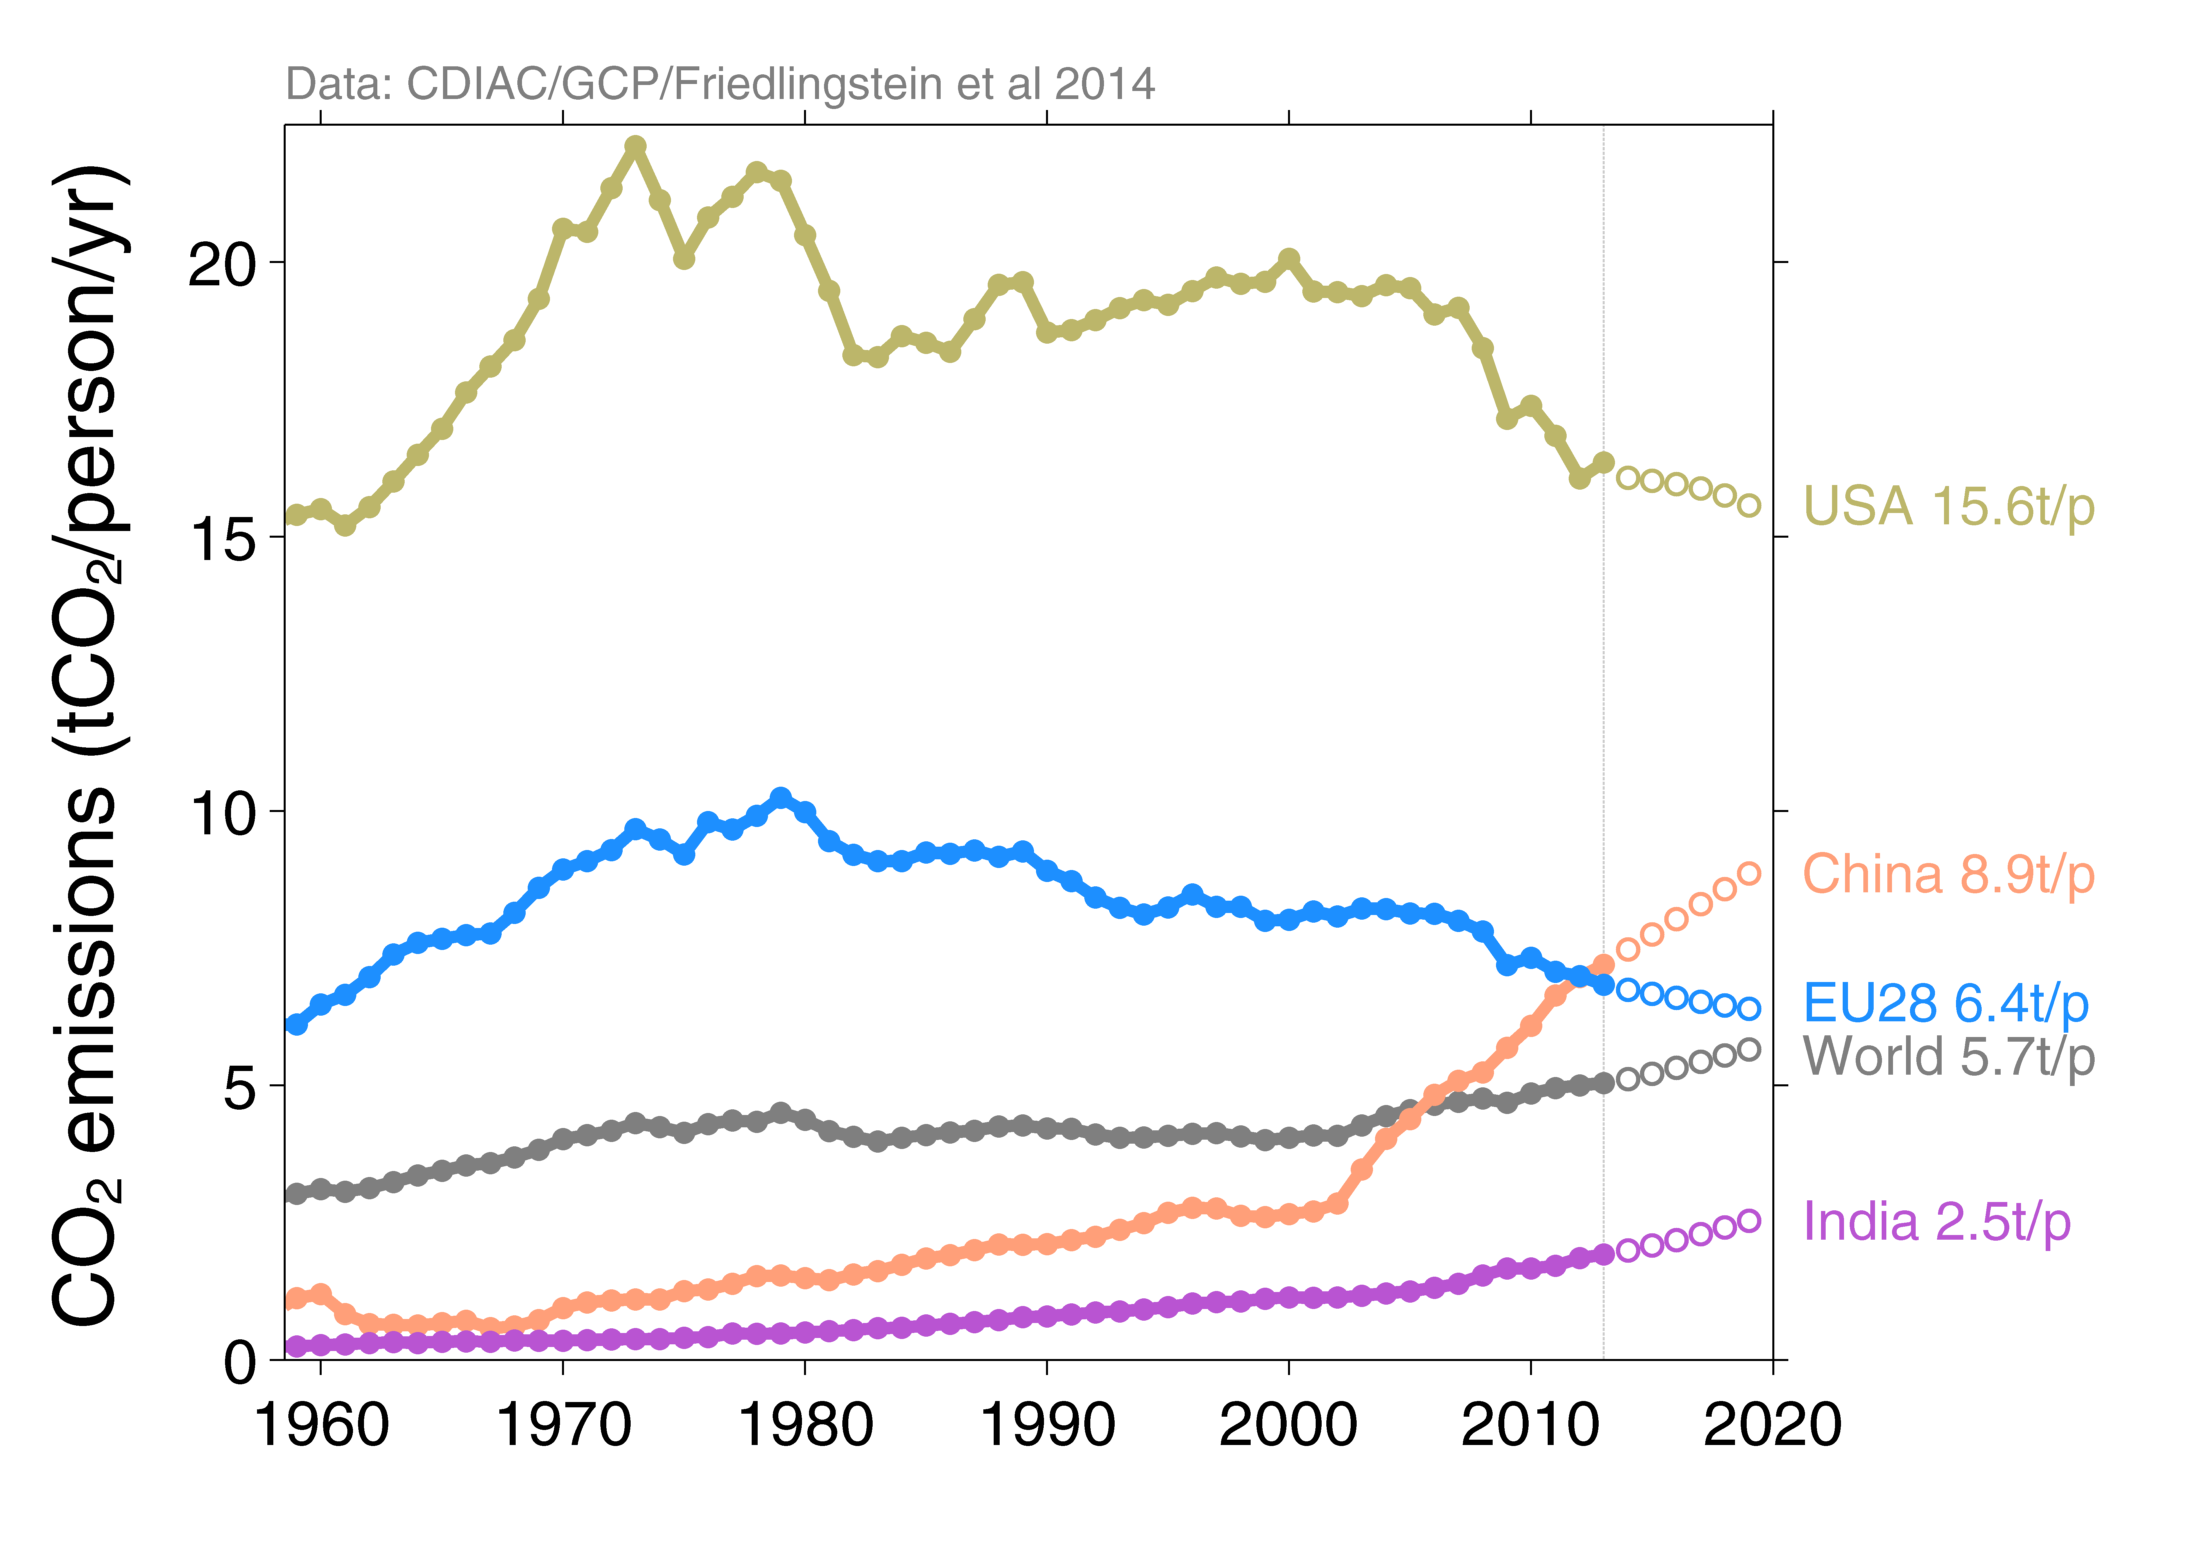 Data: CDIAC/GCP/Friedlingstein et al 2014
CO₂ emissions (tCO₂/person/yr)
20
15
10
5
0
USA 15.6t/p
China 8.9t/p
EU28 6.4t/p
World 5.7t/p
India 2.5t/p
1960 1970 1980 1990 2000 2010 2020